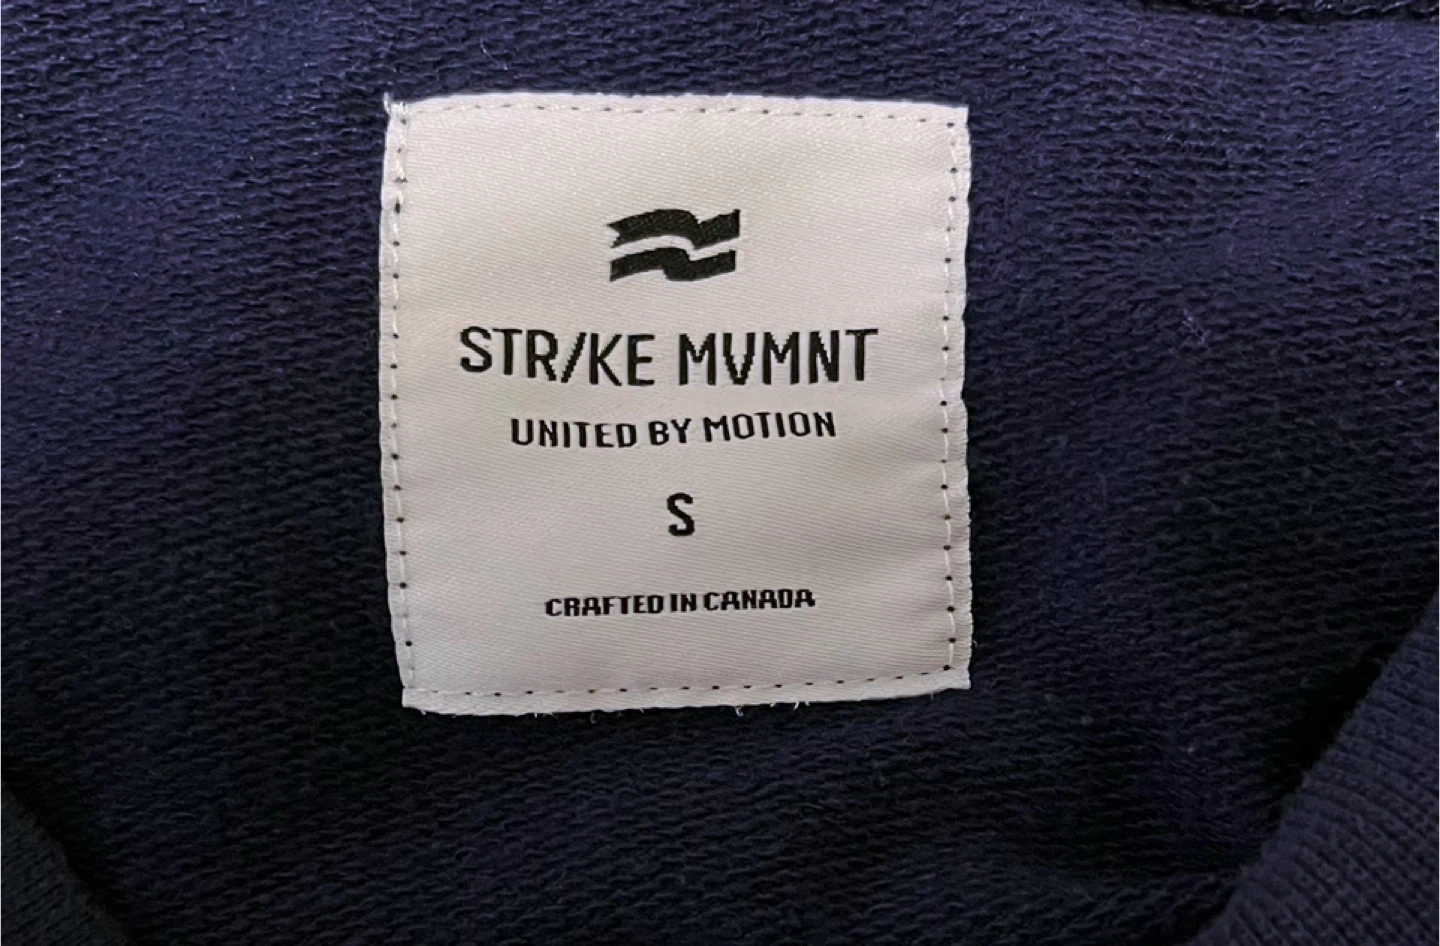 STR/KE MVMNT
UNITED BY MOTION
S
CRAFTED IN CANADA